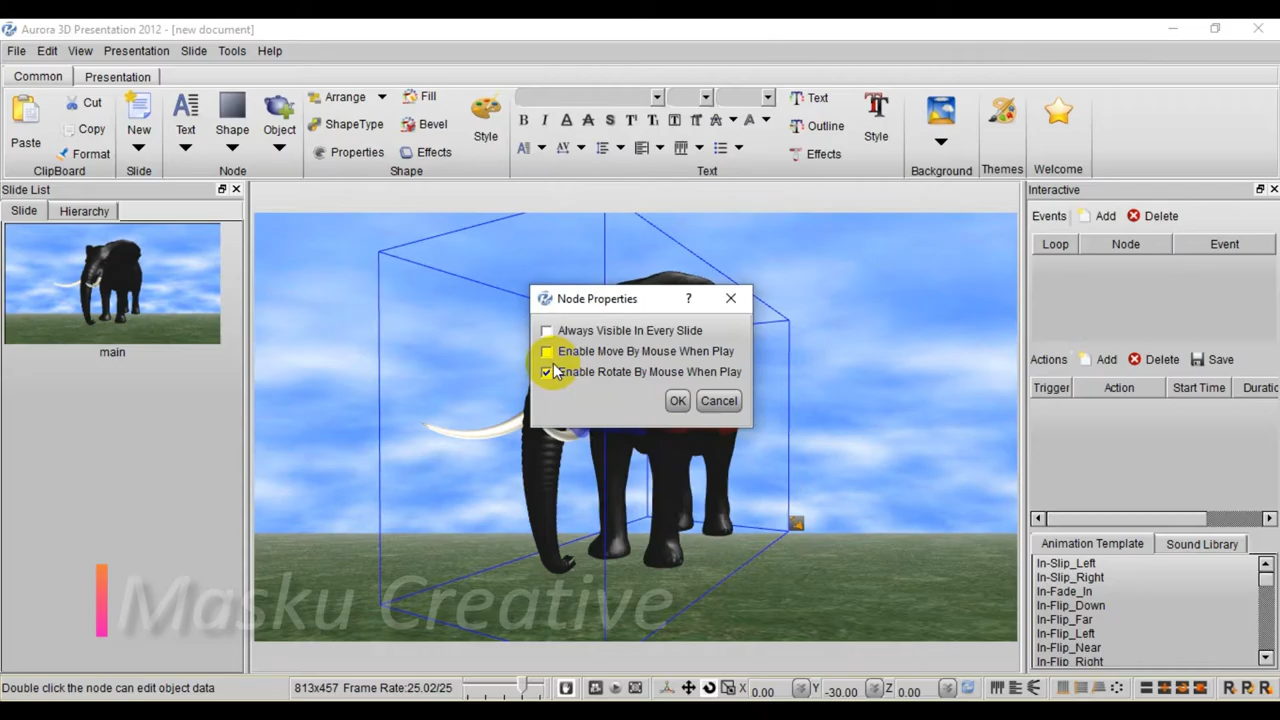 Aurora 3D Presentation 2012 - [new document]
File Edit View Presentation Slide Tools Help
Common Presentation
Paste Cut Copy Format ClipBoard
New Slide
Text Shape Object Node
Arrange Fill
ShapeType Bevel
Properties Effects
Shape
Style
Text
Outline
Effects
Style
Text
Background
Themes
Welcome
Slide List
Slide Hierarchy
main
Node Properties
Always Visible In Every Slide
Enable Move By Mouse When Play
Enable Rotate By Mouse When Play
OK Cancel
Masku Creative
Interactive
Events Add Delete
Loop Node Event
Actions Add Delete Save
Trigger Action Start Time Duratic
Animation Template Sound Library
In-Slip_Left
In-Slip_Right
In-Fade_In
In-Flip_Down
In-Flip_Far
In-Flip_Left
In-Flip_Near
In-Flip_Right
Double click the node can edit object data 813x457 Frame Rate:25.02/25 X 0.00 Y -30.00 Z 0.00